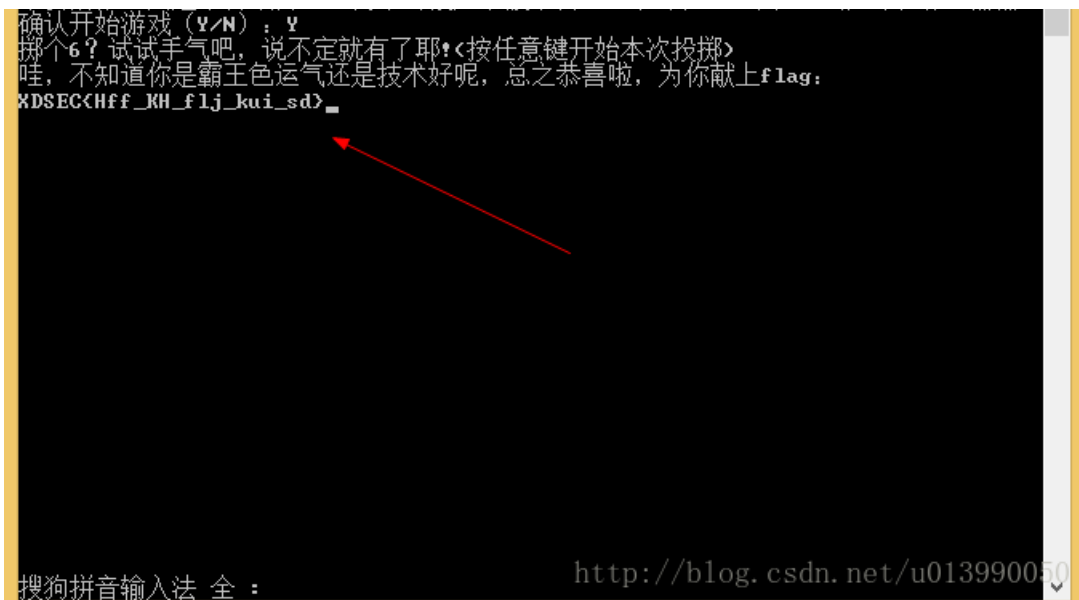 确认开始游戏（Y/N）：Y
掷个6？试试手气吧，说不定就有了耶!<按任意键开始本次投掷>
哇，不知道你是霸王色运气还是技术好呢，总之恭喜啦，为你献上flag：
XDSEC{Hff_KH_flj_kui_sd}_
http://blog.csdn.net/u013990050
搜狗拼音输入法 全 :